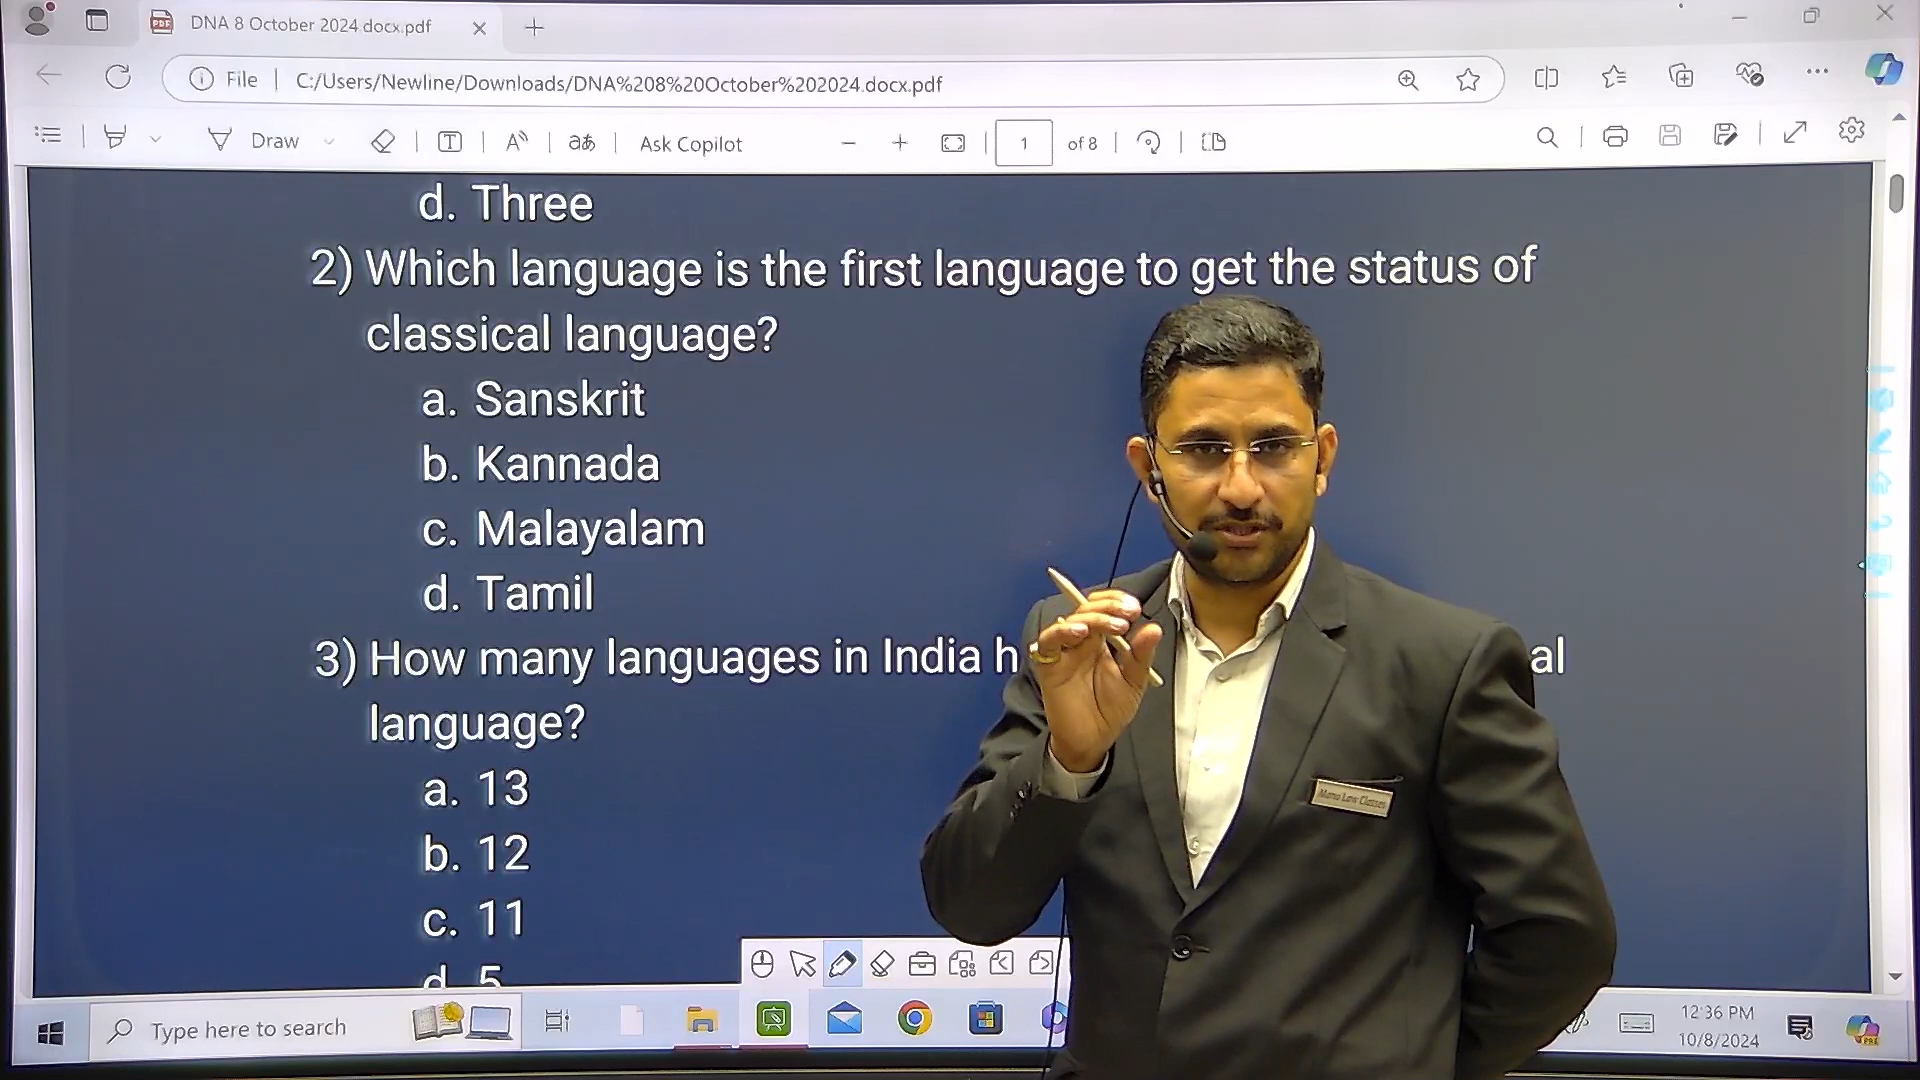 DNA 8 October 2024.docx.pdf
File
C:/Users/Newline/Downloads/DNA%208%20October%202024.docx.pdf
Draw
Ask Copilot
1 of 8
d. Three
2) Which language is the first language to get the status of
classical language?
a. Sanskrit
b. Kannada
c. Malayalam
d. Tamil
3) How many languages in India h al
language?
a. 13
b. 12
c. 11
d 5
Manu Law Classes
Type here to search
12:36 PM
10/8/2024